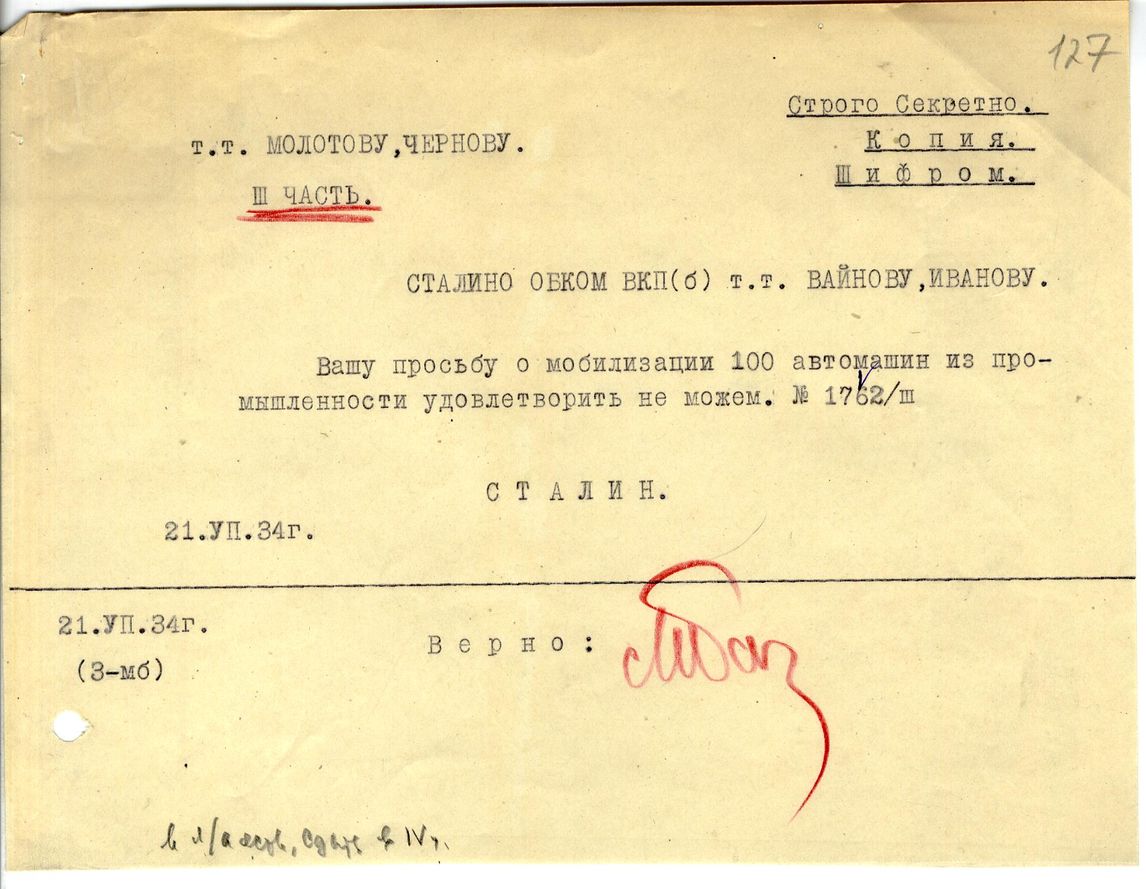 127
Строго Секретно.
Копия.
Шифром.
т.т. МОЛОТОВУ,ЧЕРНОВУ.
Ш ЧАСТЬ.
СТАЛИНО ОБКОМ ВКП(б) т.т. ВАЙНОВУ,ИВАНОВУ.
Вашу просьбу о мобилизации 100 автомашин из про-
мышленности удовлетворить не можем. № 1762/ш
СТАЛИН.
21.УП.34г.
21.УП.34г.
(3-мб)
Верно:
в